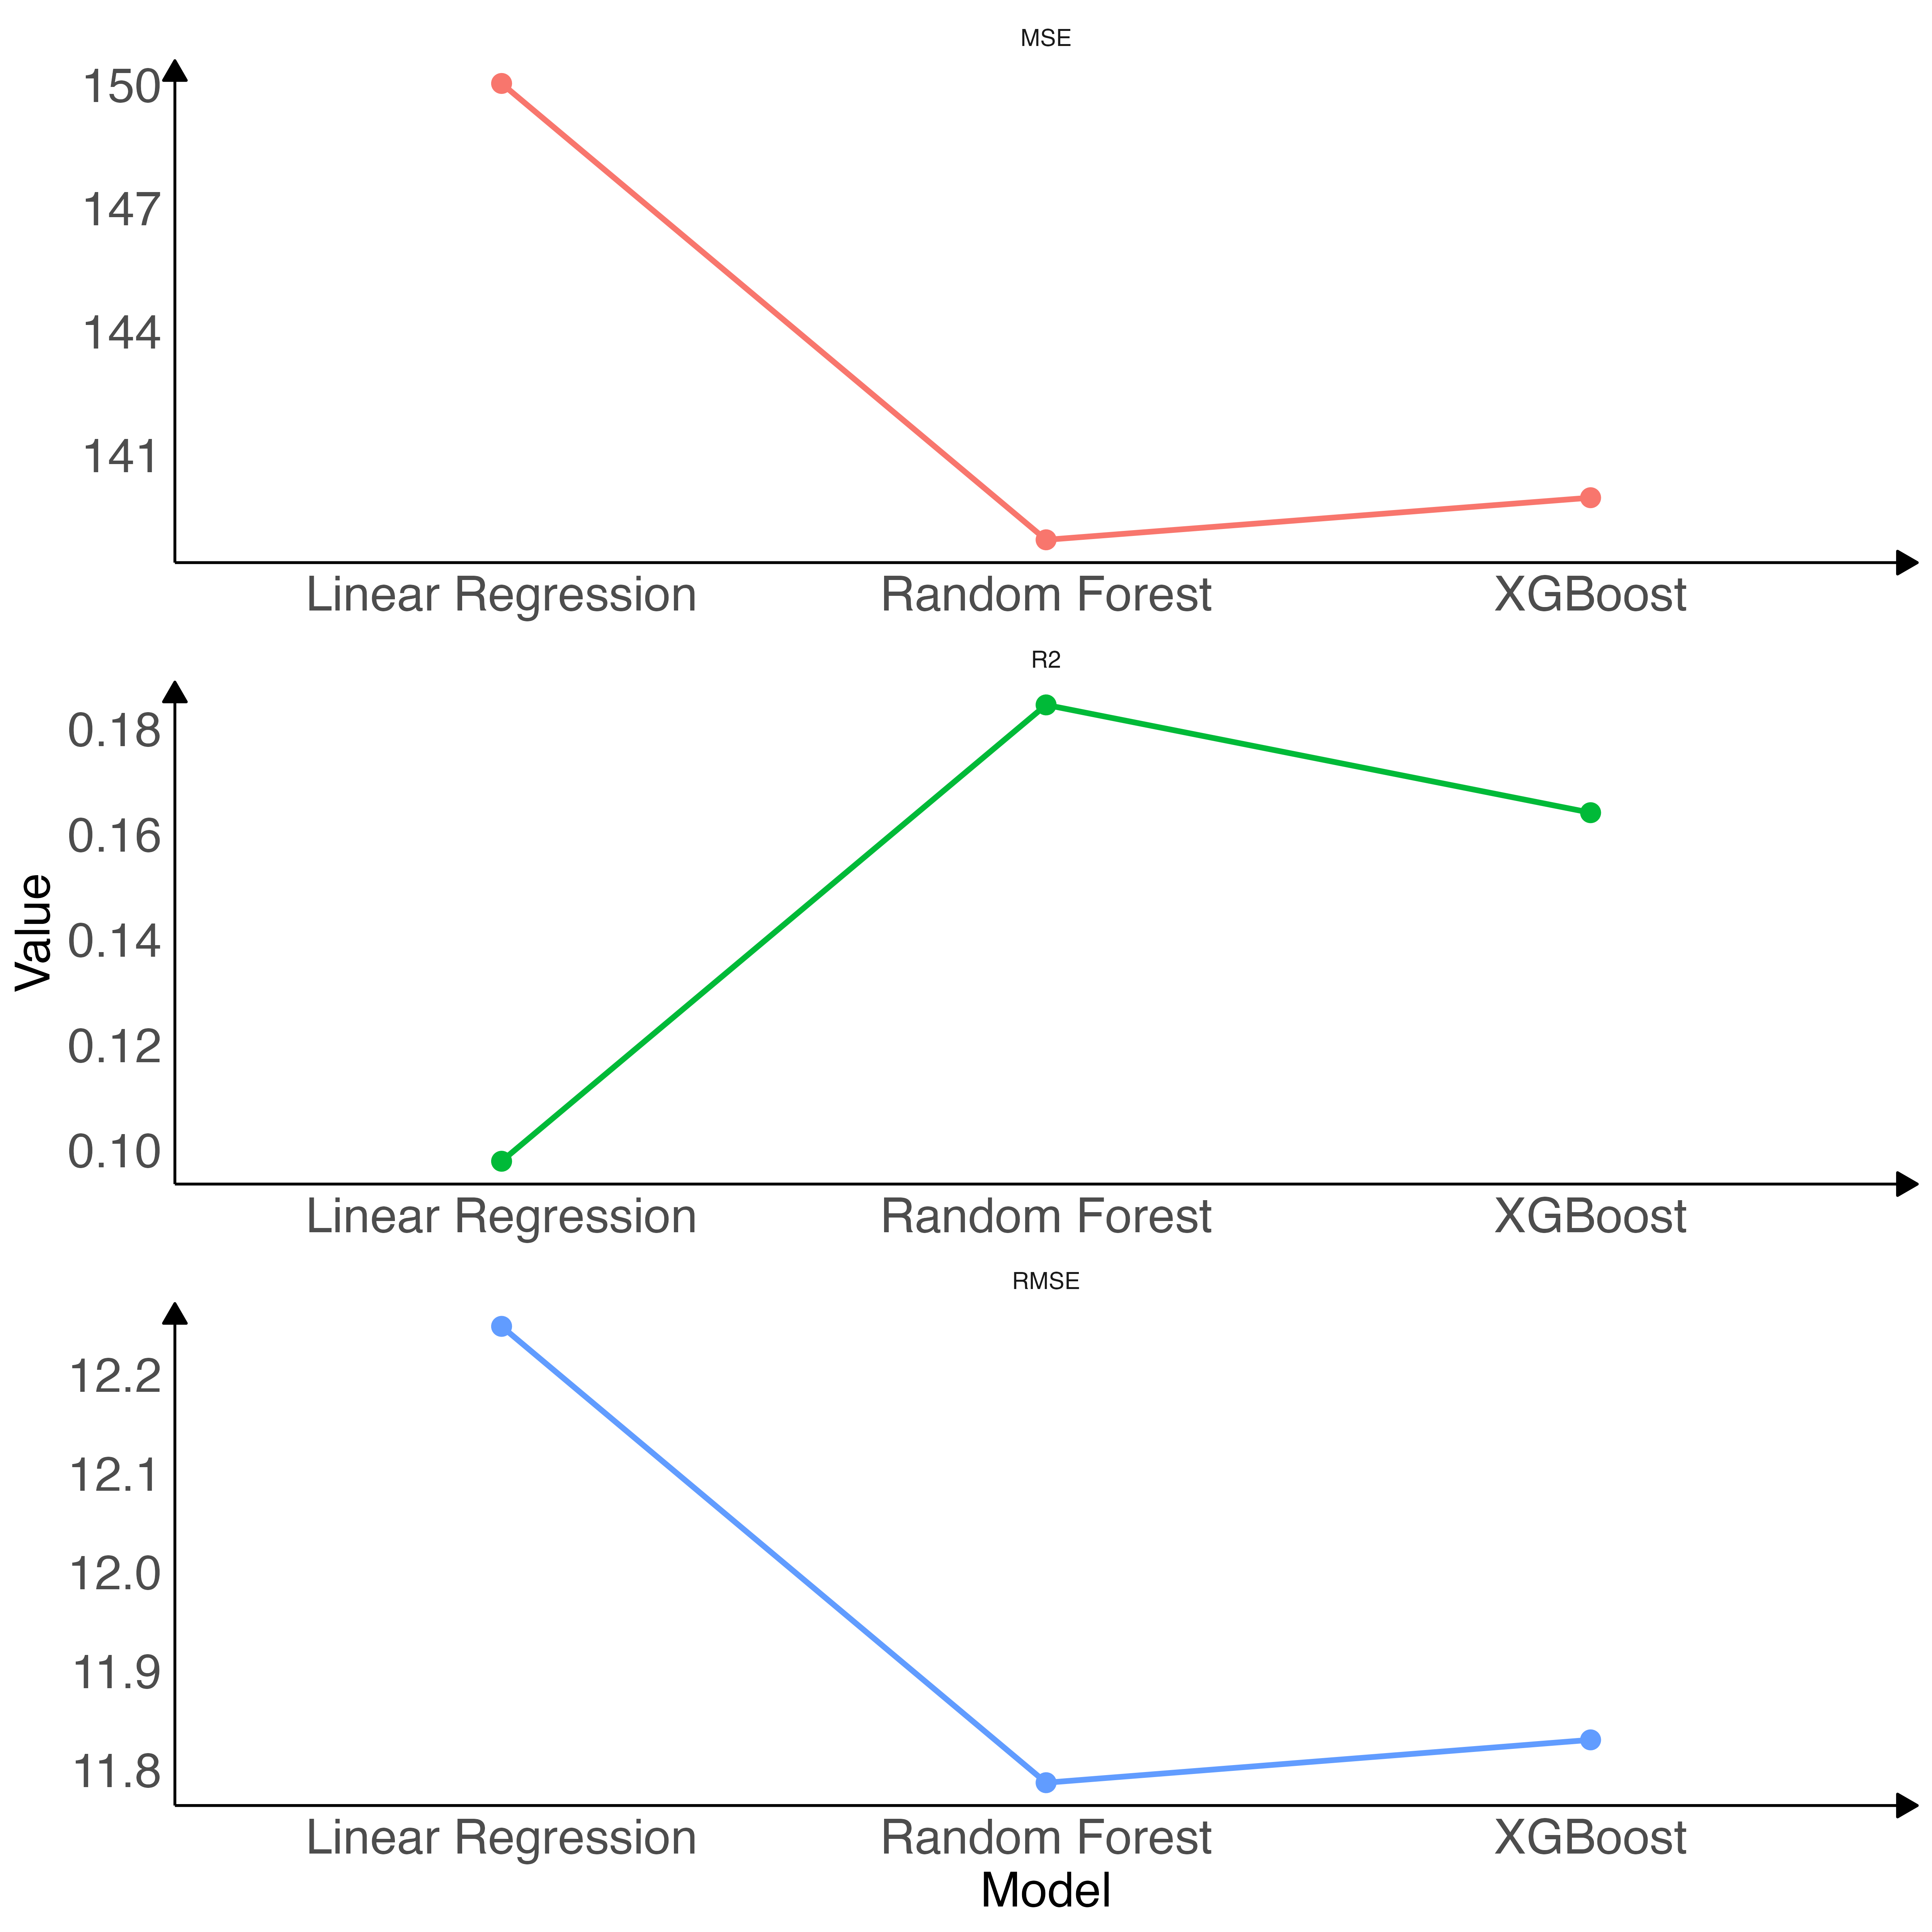 MSE
150
147
144
141
Linear Regression Random Forest XGBoost
R2
0.18
0.16
0.14
0.12
0.10
Linear Regression Random Forest XGBoost
Value
RMSE
12.2
12.1
12.0
11.9
11.8
Linear Regression Random Forest XGBoost
Model